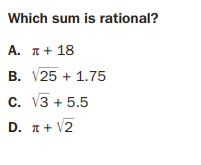 Which sum is rational?
A. π + 18
B. √25 + 1.75
C. √3 + 5.5
D. π + √2